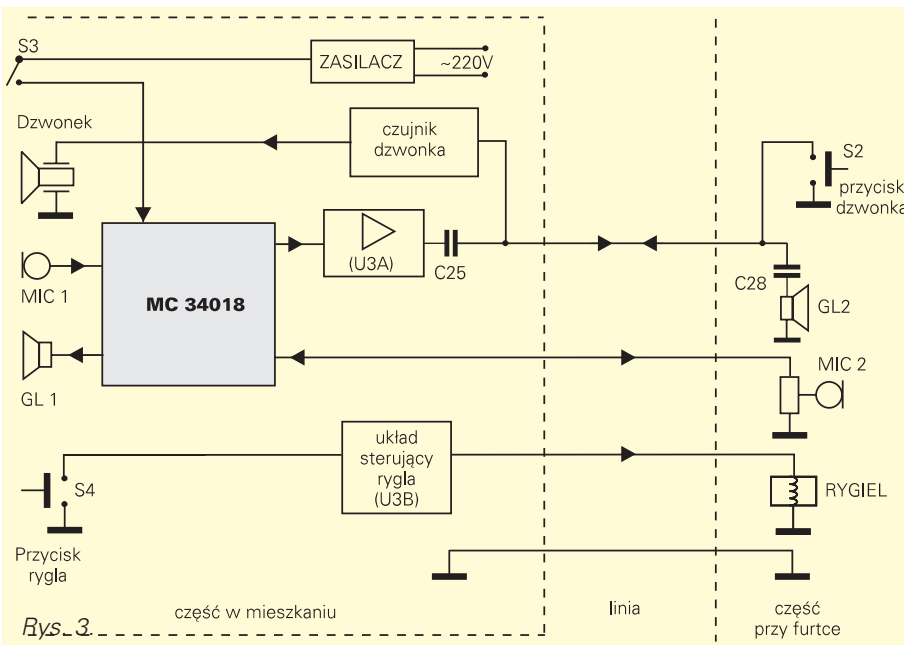 S3
ZASILACZ
~220V
Dzwonek
czujnik
dzwonka
S2
przycisk
dzwonka
(U3A)
C25
MIC 1
MC 34018
C28
GL2
GL 1
MIC 2
układ
sterujący
rygla
(U3B)
S4
RYGIEL
Przycisk
rygla
część w mieszkaniu
linia
część
przy furtce
Rys. 3.